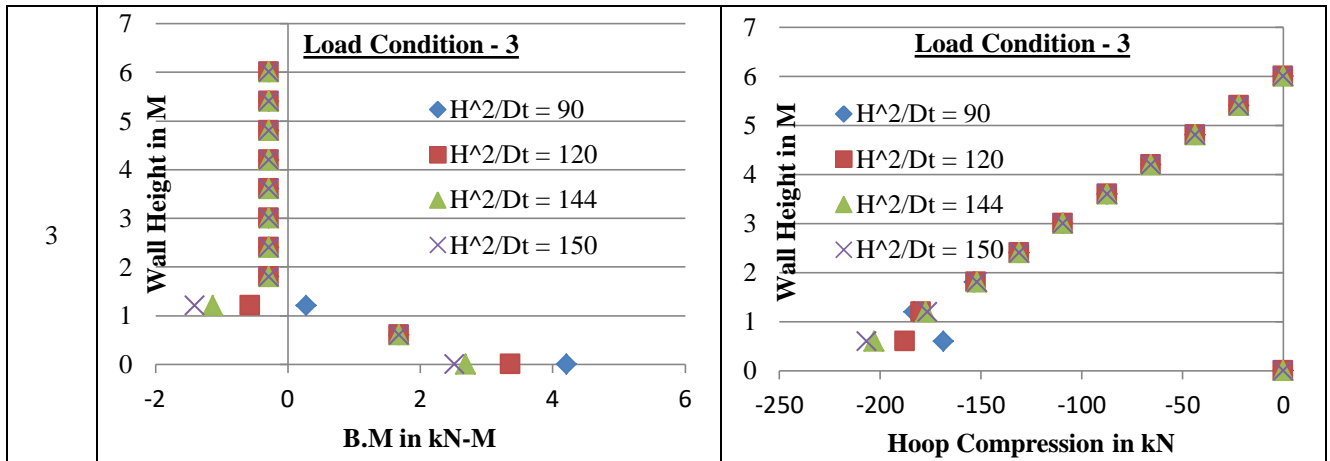 3
Load Condition - 3
7
6
5
4
3
2
1
0
Wall Height in M
H^2/Dt = 90
H^2/Dt = 120
H^2/Dt = 144
H^2/Dt = 150
-2 0 2 4 6
B.M in kN-M
Load Condition - 3
7
6
5
4
3
2
1
0
Wall Height in M
H^2/Dt = 90
H^2/Dt = 120
H^2/Dt = 144
H^2/Dt = 150
-250 -200 -150 -100 -50 0
Hoop Compression in kN